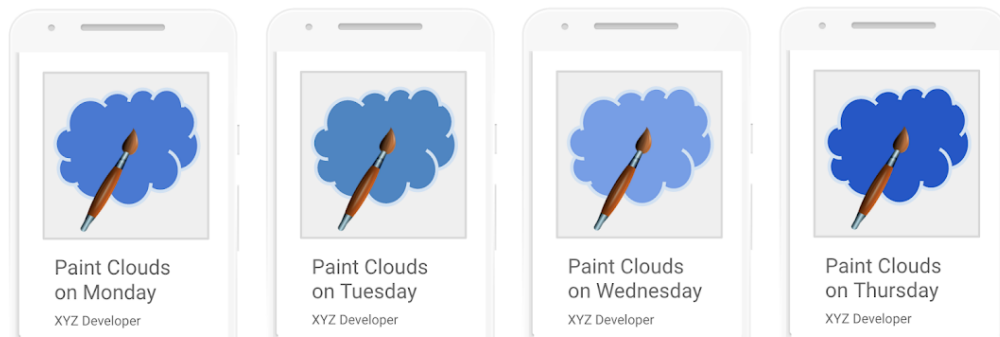 Paint Clouds
on Monday
XYZ Developer
Paint Clouds
on Tuesday
XYZ Developer
Paint Clouds
on Wednesday
XYZ Developer
Paint Clouds
on Thursday
XYZ Developer